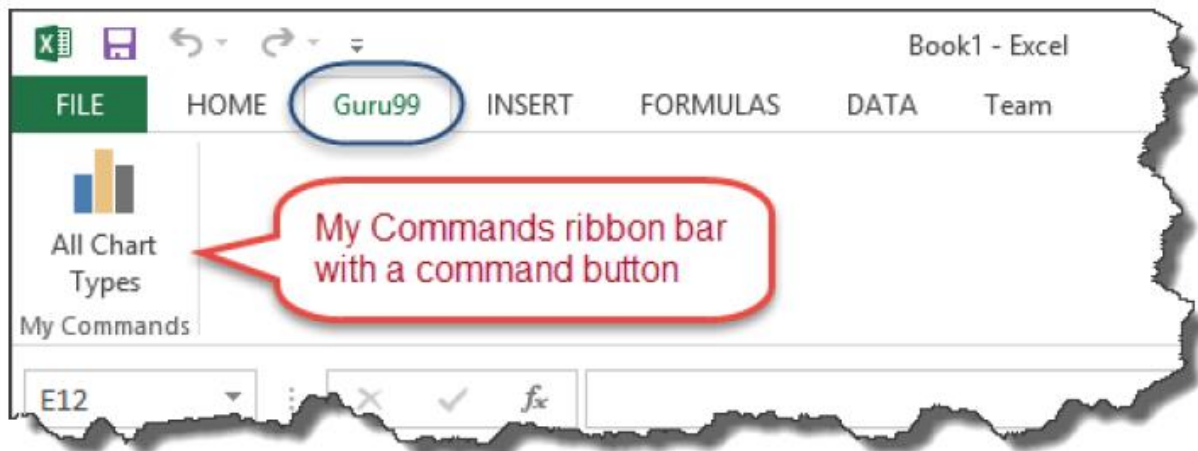 Book1 - Excel
FILE HOME Guru99 INSERT FORMULAS DATA Team
All Chart
Types
My Commands
My Commands ribbon bar
with a command button
E12
fx